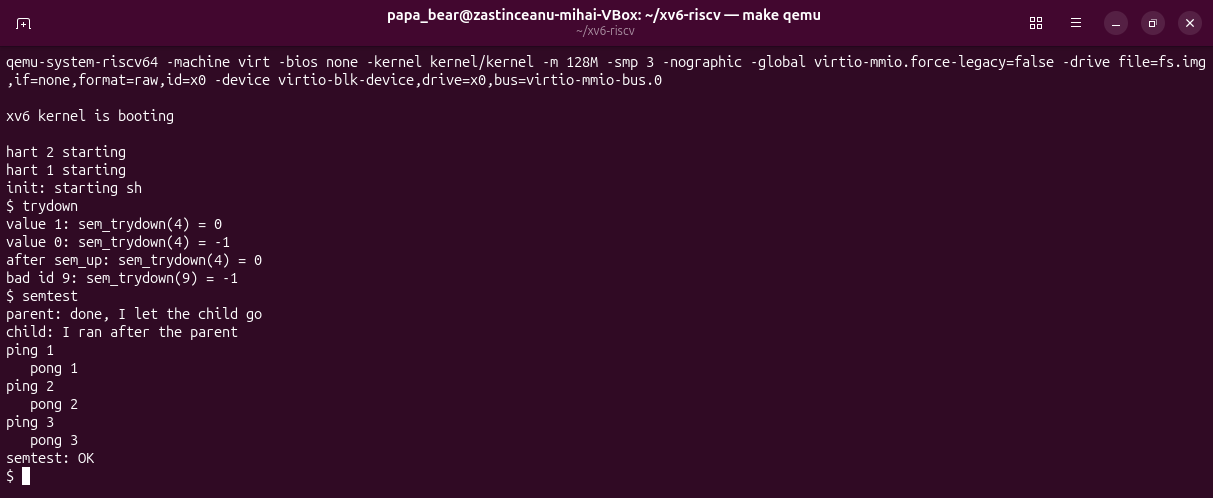 papa_bear@zastinceanu-mihai-VBox: ~/xv6-riscv — make qemu
~/xv6-riscv
qemu-system-riscv64 -machine virt -bios none -kernel kernel/kernel -m 128M -smp 3 -nographic -global virtio-mmio.force-legacy=false -drive file=fs.img
,if=none,format=raw,id=x0 -device virtio-blk-device,drive=x0,bus=virtio-mmio-bus.0
xv6 kernel is booting
hart 2 starting
hart 1 starting
init: starting sh
$ trydown
value 1: sem_trydown(4) = 0
value 0: sem_trydown(4) = -1
after sem_up: sem_trydown(4) = 0
bad id 9: sem_trydown(9) = -1
$ semtest
parent: done, I let the child go
child: I ran after the parent
ping 1
   pong 1
ping 2
   pong 2
ping 3
   pong 3
semtest: OK
$